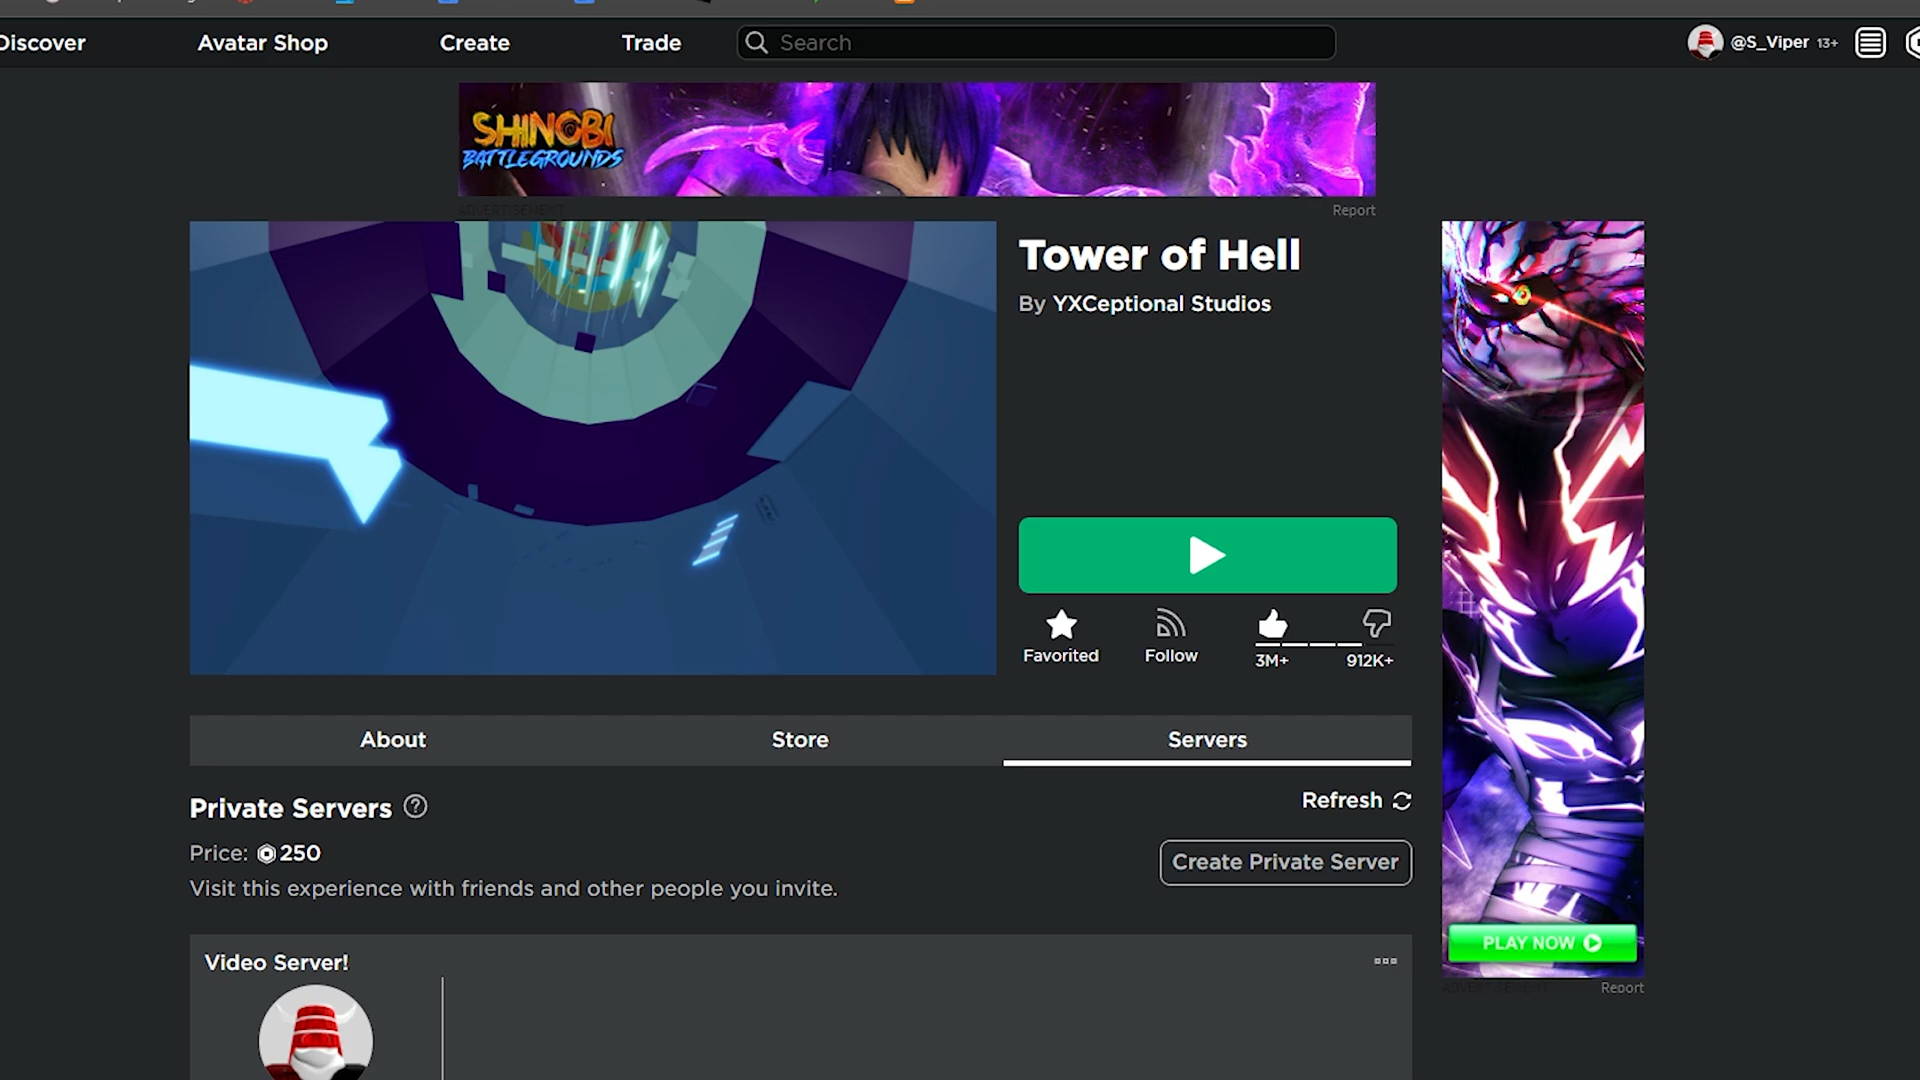 Discover
Avatar Shop
Create
Trade
Search
@S_Viper 13+
SHINOBI
BATTLEGROUNDS
ADVERTISEMENT
Report
Tower of Hell
By YXCeptional Studios
Favorited
Follow
3M+
912K+
About
Store
Servers
Private Servers
Refresh
Price: 250
Create Private Server
Visit this experience with friends and other people you invite.
Video Server!
PLAY NOW
ADVERTISEMENT
Report